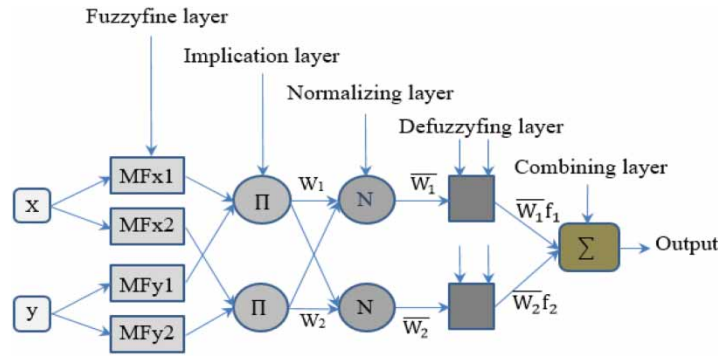 Fuzzyfine layer
Implication layer
Normalizing layer
Defuzzyfing layer
Combining layer
x
MFx1
MFx2
Π
W₁
N
W̅₁
W̅₁f₁
Σ
Output
y
MFy1
MFy2
Π
W₂
N
W̅₂
W̅₂f₂